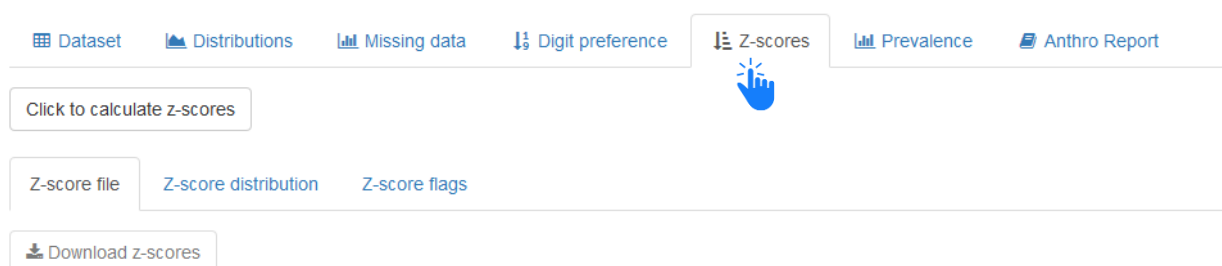 Dataset Distributions Missing data Digit preference Z-scores Prevalence Anthro Report
Click to calculate z-scores
Z-score file Z-score distribution Z-score flags
Download z-scores